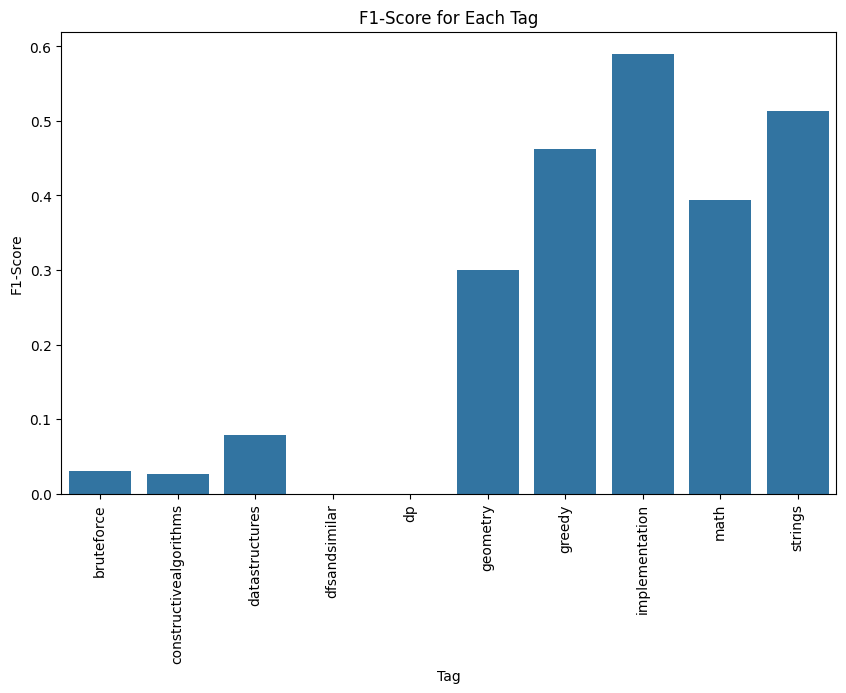 F1-Score for Each Tag
F1-Score
0.6
0.5
0.4
0.3
0.2
0.1
0.0
bruteforce
constructivealgorithms
datastructures
dfsandsimilar
dp
geometry
greedy
implementation
math
strings
Tag